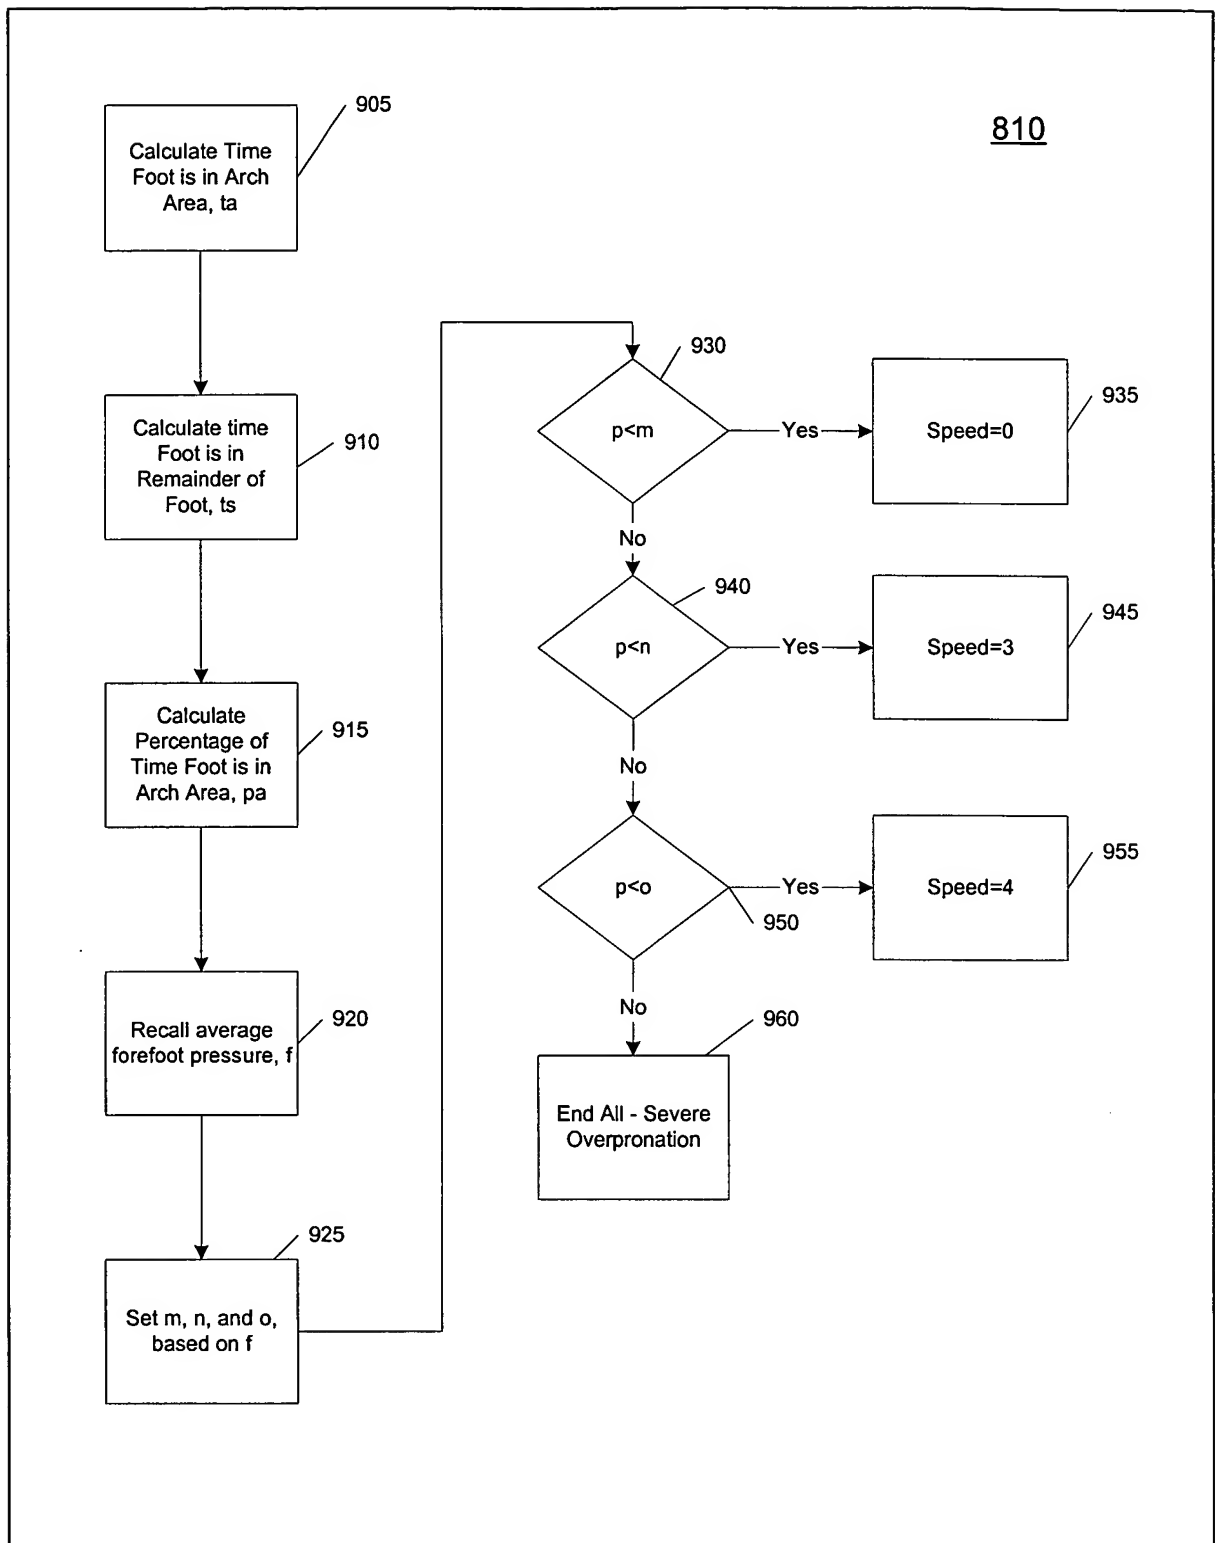 810
905
Calculate Time
Foot is in Arch
Area, ta
910
Calculate time
Foot is in
Remainder of
Foot, ts
915
Calculate
Percentage of
Time Foot is in
Arch Area, pa
920
Recall average
forefoot pressure, f
925
Set m, n, and o,
based on f
930
p<m
Yes
935
Speed=0
No
940
p<n
Yes
945
Speed=3
No
950
p<o
Yes
955
Speed=4
No
960
End All - Severe
Overpronation